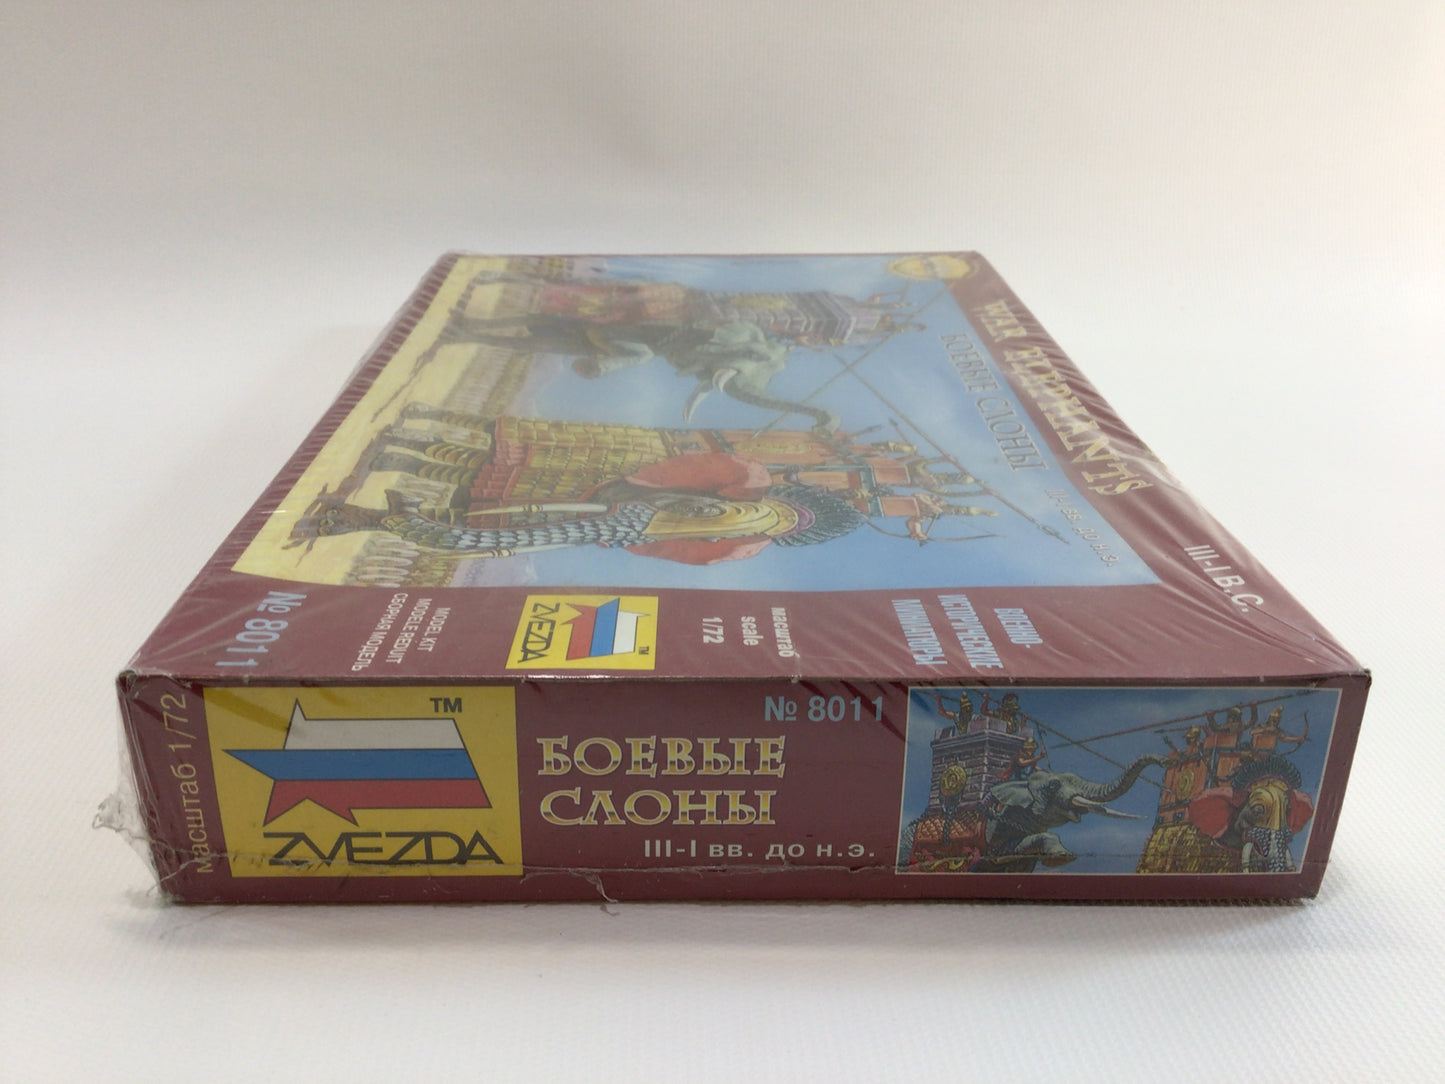 WAR ELEPHANTS
БОЕВЫЕ СЛОНЫ
III-I вв. до н.э.
III-I B.C.
№ 8011
MODEL KIT
MODELE REDUIT
СБОРНАЯ МОДЕЛЬ
ZVEZDA
TM
масштаб
scale
1/72
ВОЕННО-
ИСТОРИЧЕСКИЕ
МИНИАТЮРЫ
Масштаб 1/72
TM
ZVEZDA
№ 8011
БОЕВЫЕ
СЛОНЫ
III-I вв. до н.э.